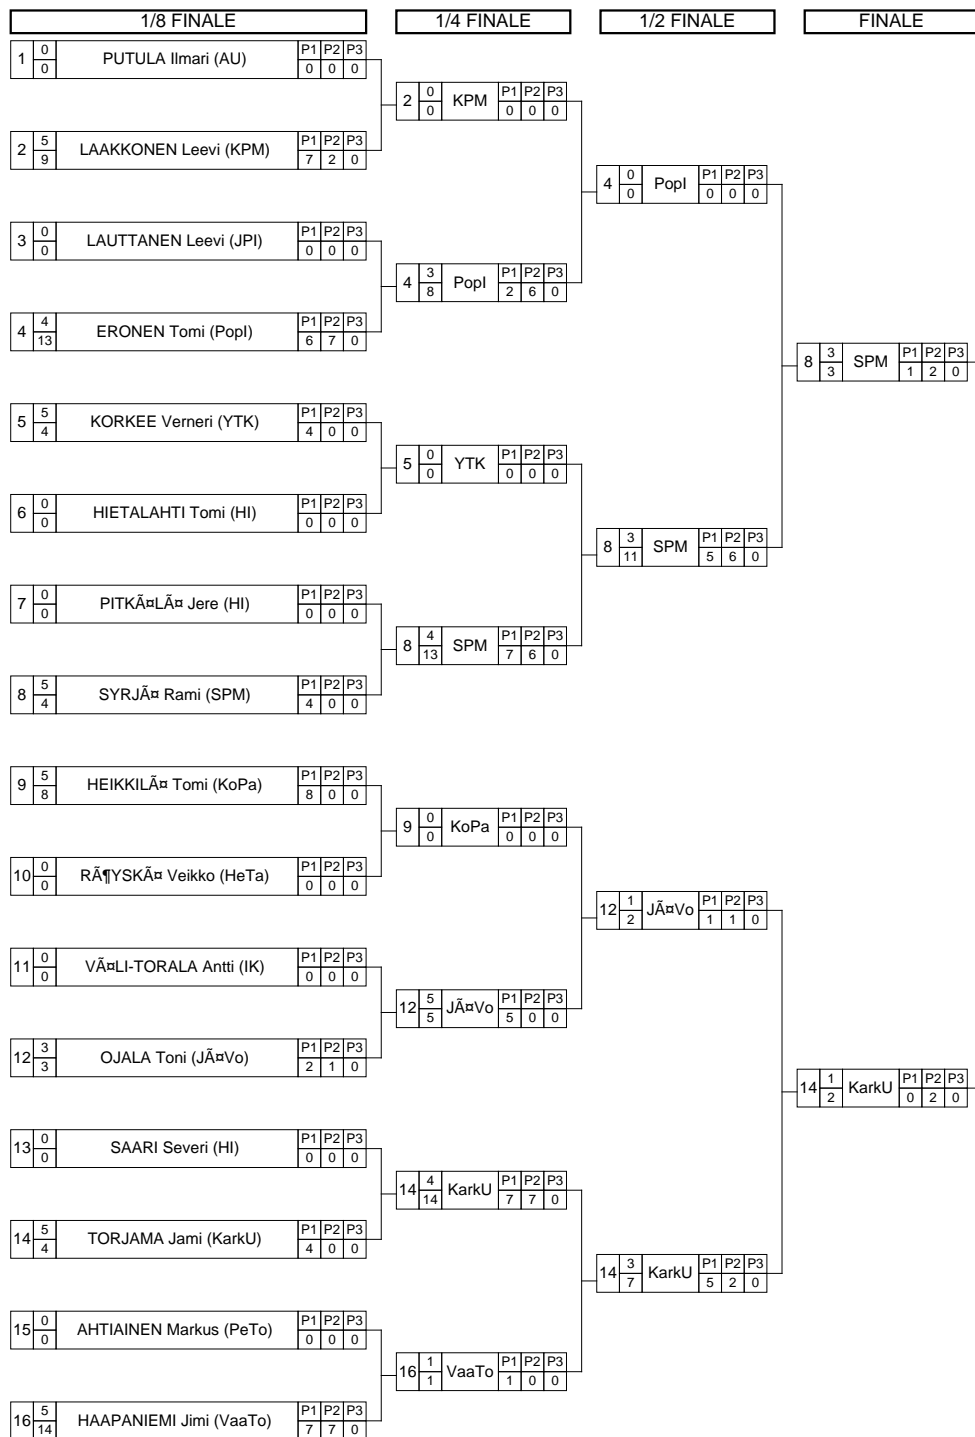 1/8 FINALE 1/4 FINALE 1/2 FINALE FINALE
1 0 0 PUTULA Ilmari (AU) P1 P2 P3 0 0 0
2 0 0 KPM P1 P2 P3 0 0 0
2 5 9 LAAKKONEN Leevi (KPM) P1 P2 P3 7 2 0
4 0 0 PopI P1 P2 P3 0 0 0
3 0 0 LAUTTANEN Leevi (JPI) P1 P2 P3 0 0 0
4 3 8 PopI P1 P2 P3 2 6 0
4 4 13 ERONEN Tomi (PopI) P1 P2 P3 6 7 0
8 3 3 SPM P1 P2 P3 1 2 0
5 5 4 KORKEE Verneri (YTK) P1 P2 P3 4 0 0
5 0 0 YTK P1 P2 P3 0 0 0
6 0 0 HIETALAHTI Tomi (HI) P1 P2 P3 0 0 0
8 3 11 SPM P1 P2 P3 5 6 0
7 0 0 PITKÃ¤LÃ¤ Jere (HI) P1 P2 P3 0 0 0
8 4 13 SPM P1 P2 P3 7 6 0
8 5 4 SYRJÃ¤ Rami (SPM) P1 P2 P3 4 0 0
9 5 8 HEIKKILÃ¤ Tomi (KoPa) P1 P2 P3 8 0 0
9 0 0 KoPa P1 P2 P3 0 0 0
10 0 0 RÃ¶YSKÃ¤ Veikko (HeTa) P1 P2 P3 0 0 0
12 1 2 JÃ¤Vo P1 P2 P3 1 1 0
11 0 0 VÃ¤LI-TORALA Antti (IK) P1 P2 P3 0 0 0
12 5 5 JÃ¤Vo P1 P2 P3 5 0 0
12 3 3 OJALA Toni (JÃ¤Vo) P1 P2 P3 2 1 0
14 1 2 KarkU P1 P2 P3 0 2 0
13 0 0 SAARI Severi (HI) P1 P2 P3 0 0 0
14 4 14 KarkU P1 P2 P3 7 7 0
14 5 4 TORJAMA Jami (KarkU) P1 P2 P3 4 0 0
14 3 7 KarkU P1 P2 P3 5 2 0
15 0 0 AHTIAINEN Markus (PeTo) P1 P2 P3 0 0 0
16 1 1 VaaTo P1 P2 P3 1 0 0
16 5 14 HAAPANIEMI Jimi (VaaTo) P1 P2 P3 7 7 0